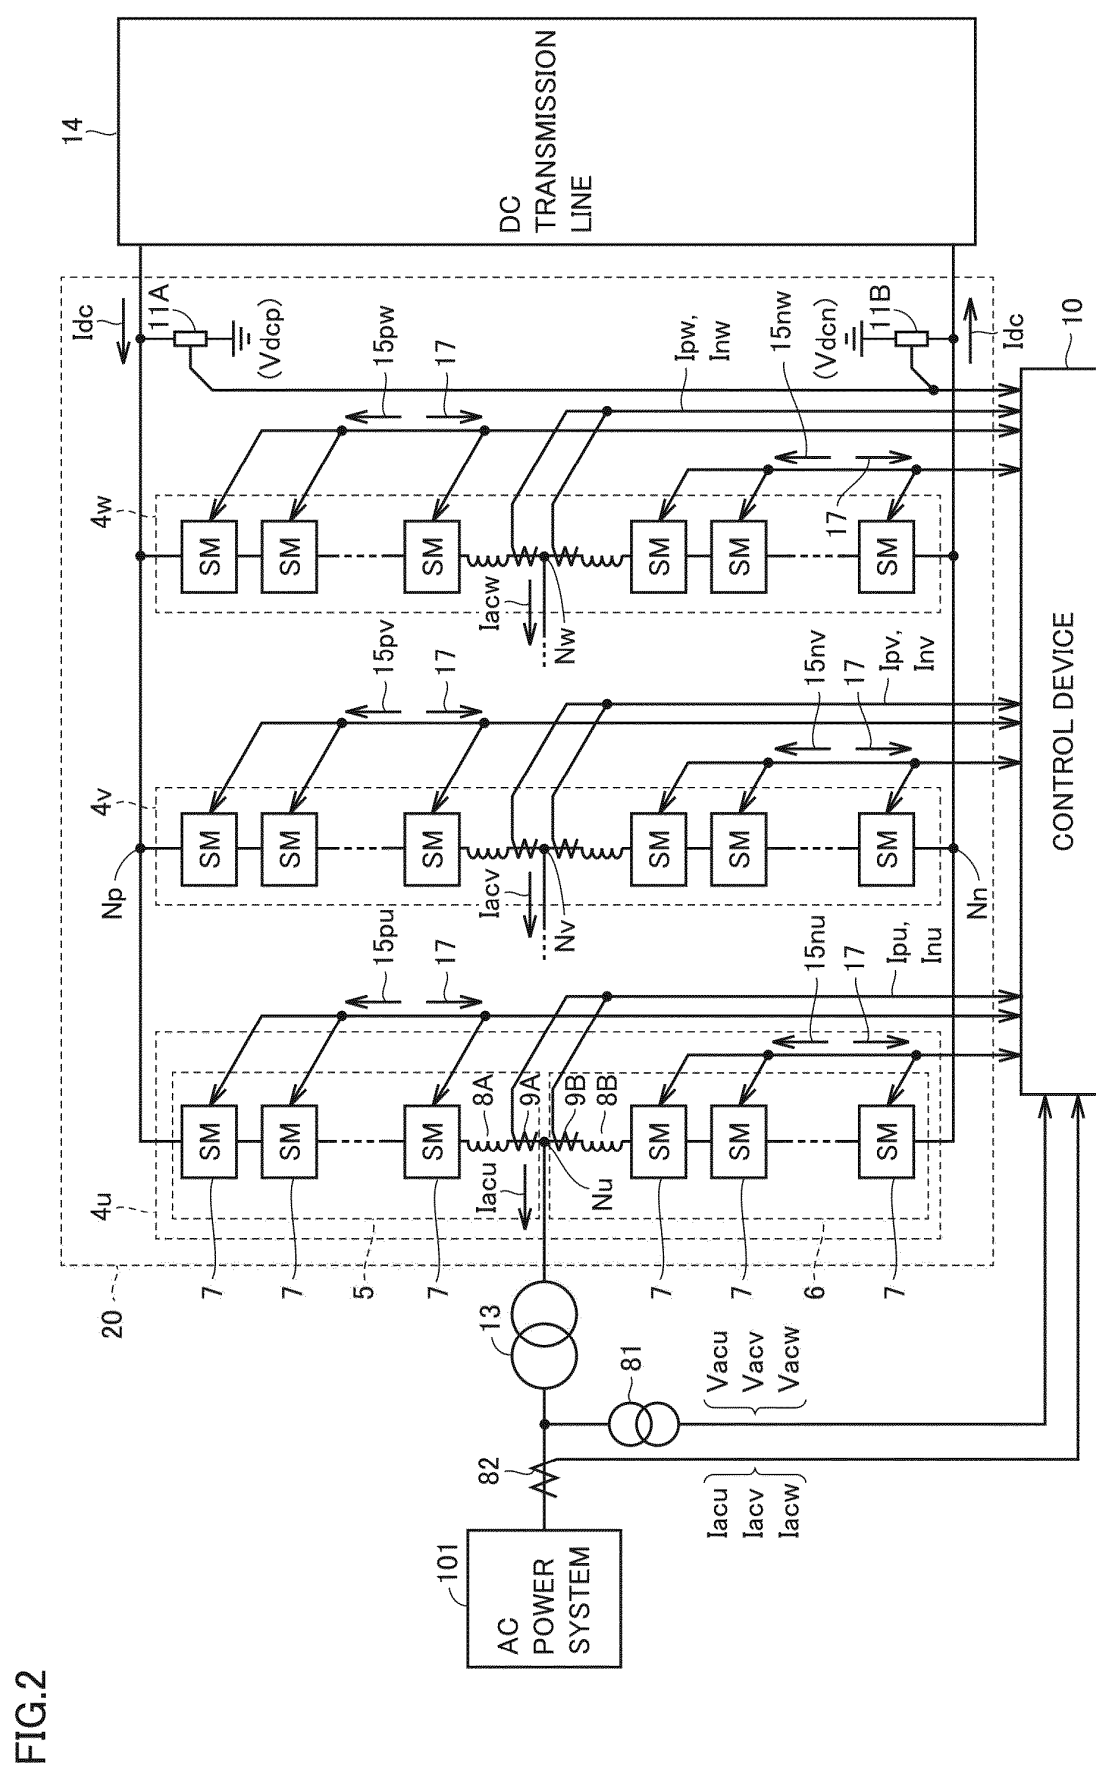 FIG.2
101
AC
POWER
SYSTEM
82
Iacu
Iacv
Iacw
81
Vacu
Vacv
Vacw
13
20
4u
7
7
5
7
7
7
6
7
SM
SM
SM
SM
SM
SM
Iacu
Nu
8A
9A
9B
8B
15pu
17
15nu
17
Ipu,
Inu
Np
4v
SM
SM
SM
SM
SM
SM
Iacv
Nv
Nn
15pv
17
15nv
17
Ipv,
Inv
4w
SM
SM
SM
SM
SM
SM
Iacw
Nw
15pw
17
15nw
17
Ipw,
Inw
Idc
11A
(Vdcp)
(Vdcn)
11B
Idc
14
DC
TRANSMISSION
LINE
10
CONTROL DEVICE